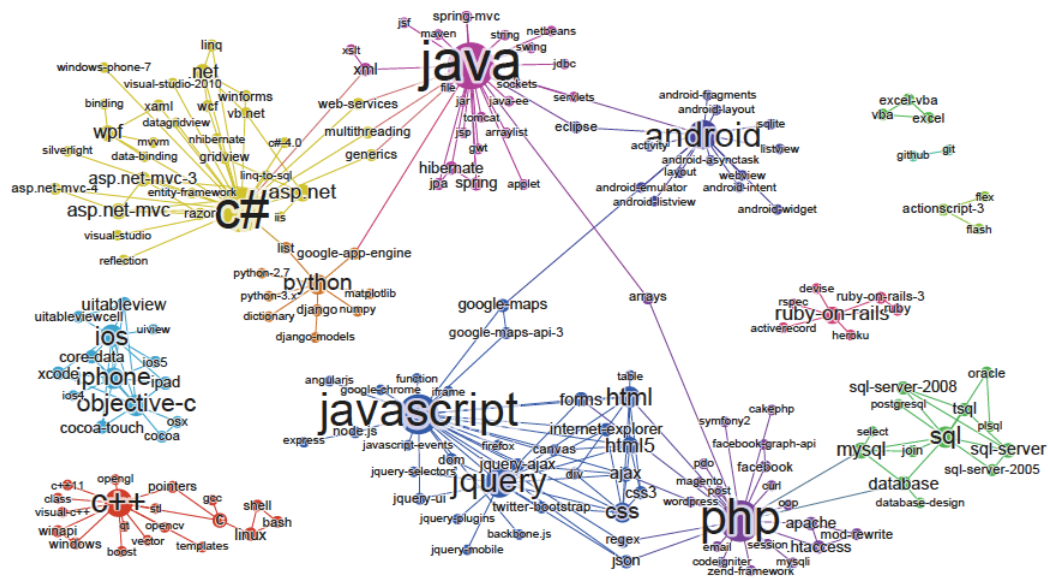 linq
windows-phone-7
.net
visual-studio-2010
winforms
binding
xaml
wcf
vb.net
datagridview
wpf
mvvm
nhibernate
c#-4.0
silverlight
data-binding
gridview
asp.net-mvc-3
linq-to-sql
asp.net-mvc-4
entity-framework
asp.net
asp.net-mvc
razor
c#
iis
visual-studio
reflection
list
google-app-engine
python-2.7
python
python-3.x
matplotlib
dictionary
django
numpy
django-models
spring-mvc
jsf
maven
string
netbeans
swing
xslt
xml
java
jdbc
file
sockets
web-services
jar
java-ee
servlets
tomcat
multithreading
jsp
arraylist
eclipse
generics
gwt
hibernate
jpa
spring
applet
android-fragments
android-layout
android
sqlite
activity
listview
android-asynctask
layout
webview
android-emulator
android-intent
android-listview
android-widget
excel-vba
vba
excel
git
github
flex
actionscript-3
flash
google-maps
arrays
google-maps-api-3
devise
rspec
ruby-on-rails-3
ruby-on-rails
ruby
activerecord
heroku
uitableview
uitableviewcell
uiview
ios
core-data
ios5
xcode
iphone
ipad
ios4
objective-c
osx
cocoa-touch
cocoa
function
angularjs
google-chrome
iframe
javascript
node.js
express
javascript-events
firefox
jquery-selectors
dom
jquery-ajax
canvas
jquery
div
jquery-ui
twitter-bootstrap
jquery-plugins
backbone.js
jquery-mobile
table
forms
html
internet-explorer
html5
ajax
css3
css
regex
json
cakephp
symfony2
facebook-graph-api
pdo
facebook
magento
curl
post
wordpress
oop
php
apache
mod-rewrite
htaccess
email
session
codeigniter
mysqli
zend-framework
oracle
sql-server-2008
postgresql
tsql
plsql
select
sql
mysql
join
sql-server
sql-server-2005
database
database-design
opengl
c++-11
pointers
class
gcc
shell
c++
stl
visual-c++
c
bash
winapi
qt
opencv
linux
windows
vector
boost
templates